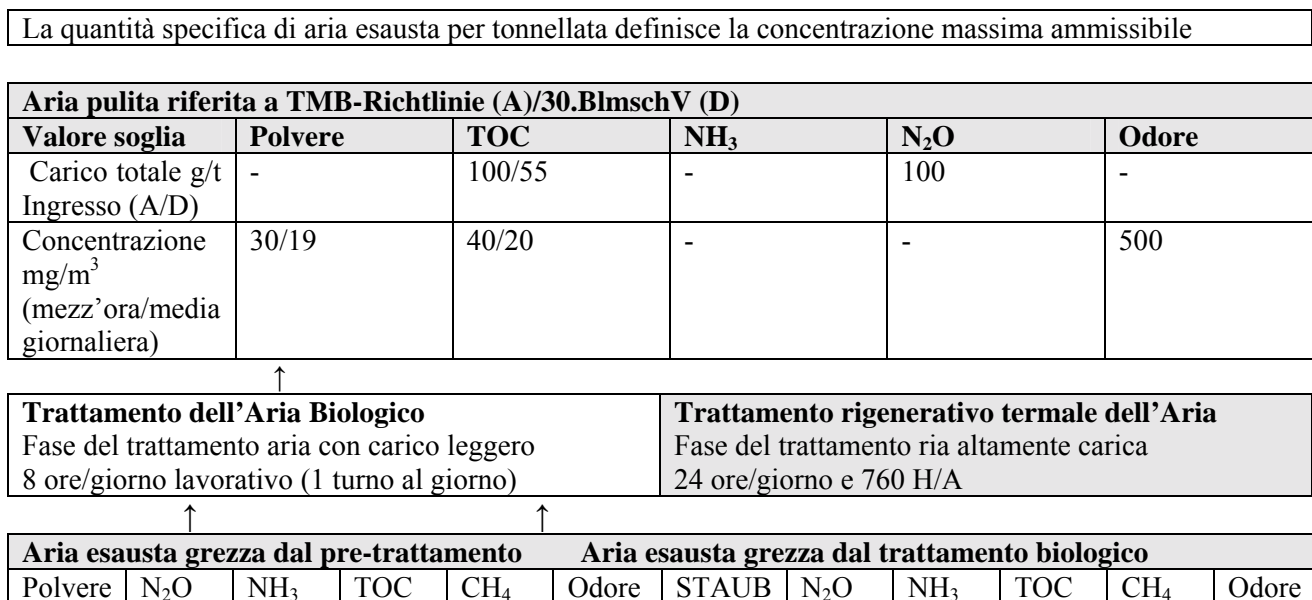 La quantità specifica di aria esausta per tonnellata definisce la concentrazione massima ammissibile
Aria pulita riferita a TMB-Richtlinie (A)/30.BlmschV (D)
Valore soglia Polvere TOC NH₃ N₂O Odore
Carico totale g/t - 100/55 - 100 -
Ingresso (A/D)
Concentrazione 30/19 40/20 - - 500
mg/m³
(mezz'ora/media
giornaliera)
↑
Trattamento dell'Aria Biologico Trattamento rigenerativo termale dell'Aria
Fase del trattamento aria con carico leggero Fase del trattamento ria altamente carica
8 ore/giorno lavorativo (1 turno al giorno) 24 ore/giorno e 760 H/A
↑ ↑
Aria esausta grezza dal pre-trattamento Aria esausta grezza dal trattamento biologico
Polvere N₂O NH₃ TOC CH₄ Odore STAUB N₂O NH₃ TOC CH₄ Odore